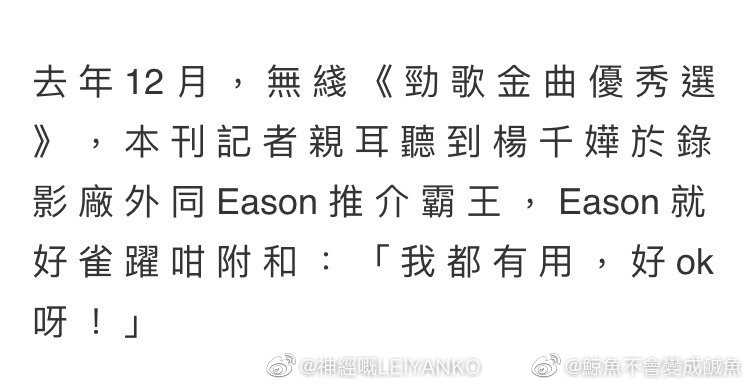 去年12月，無綫《勁歌金曲優秀選
》，本刊記者親耳聽到楊千嬅於錄
影廠外同Eason推介霸王，Eason就
好雀躍咁附和：「我都有用，好ok
呀！」
@神經哦LEIYANKO @鯨魚不會變成鹹魚